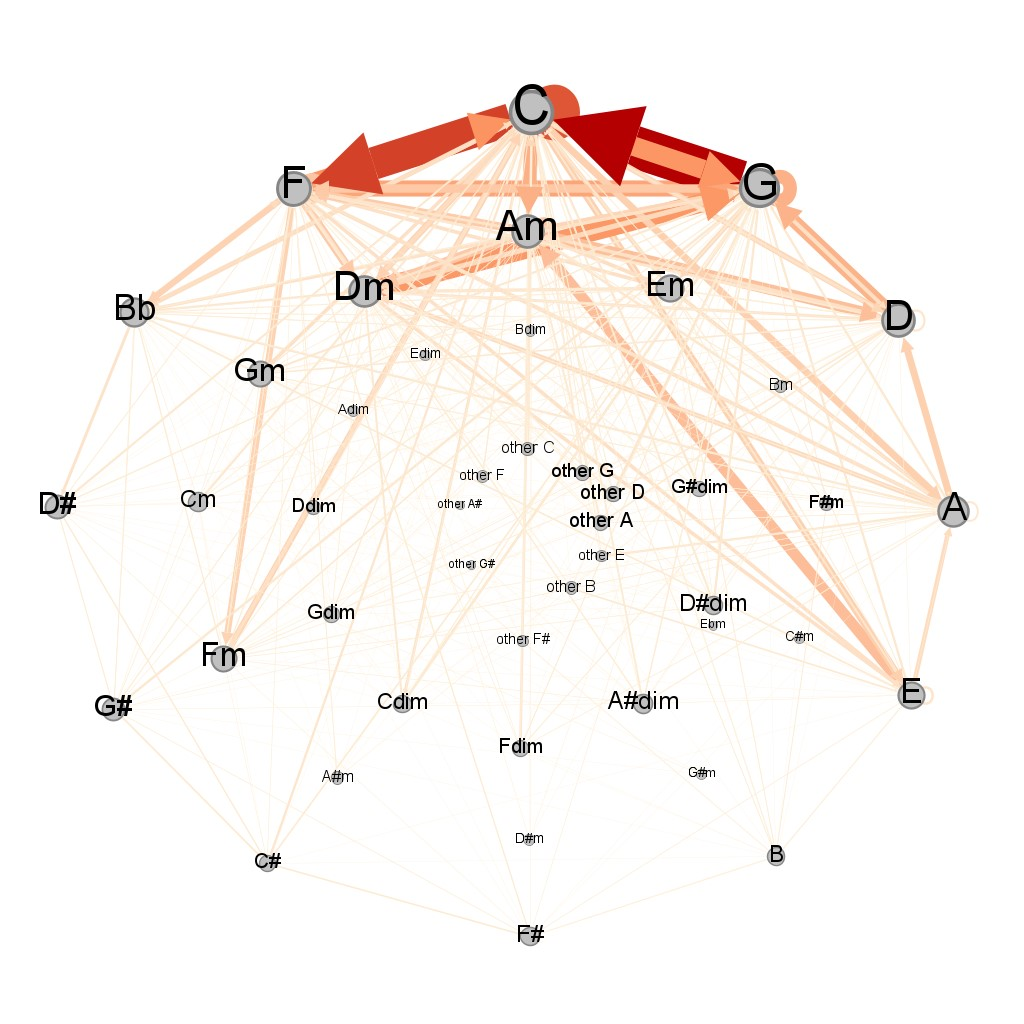 C
F
G
Am
Dm
Em
Bb
D
Bdim
Edim
Gm
Bm
Adim
other C
other F
other G
G#dim
other D
D#
Cm
Ddim
other A#
F#m
A
other A
other E
other G#
other B
Gdim
D#dim
Ebm
C#m
other F#
Fm
E
G#
Cdim
A#dim
Fdim
A#m
G#m
D#m
C#
B
F#